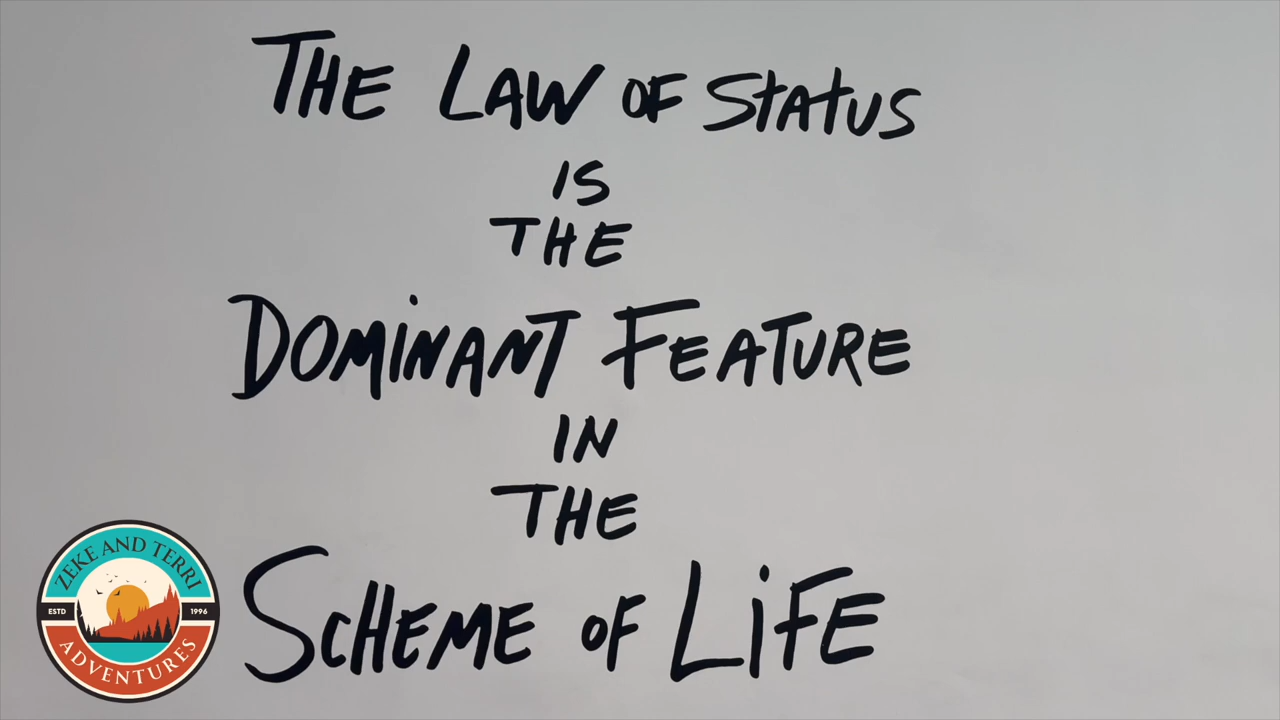 THE LAW OF StAtUS
IS
THE
DOMiNANT FEATURE
IN
THE
SCHEME OF LiFE
ZEKE AND TERRI
ESTD 1996
ADVENTURES